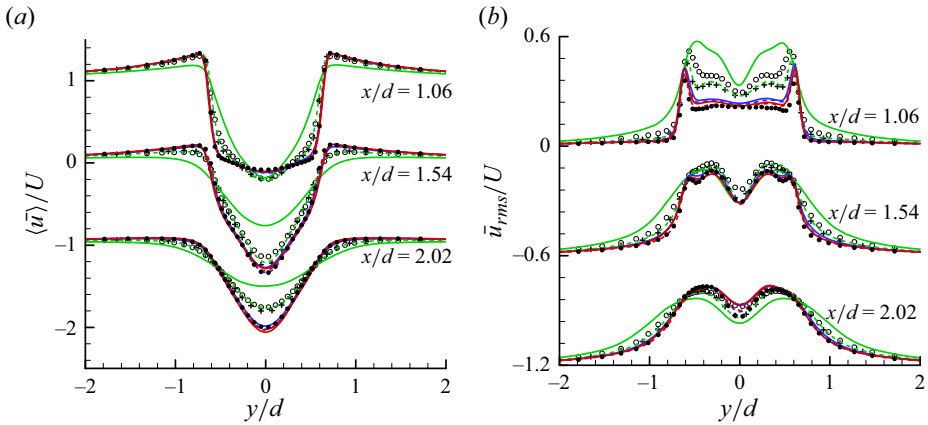 (a)
(b)
1
0
−1
−2
⟨ū⟩/U
x/d = 1.06
x/d = 1.54
x/d = 2.02
−2 −1 0 1 2
y/d
0.6
0
−0.6
−1.2
ū_rms/U
x/d = 1.06
x/d = 1.54
x/d = 2.02
−2 −1 0 1 2
y/d